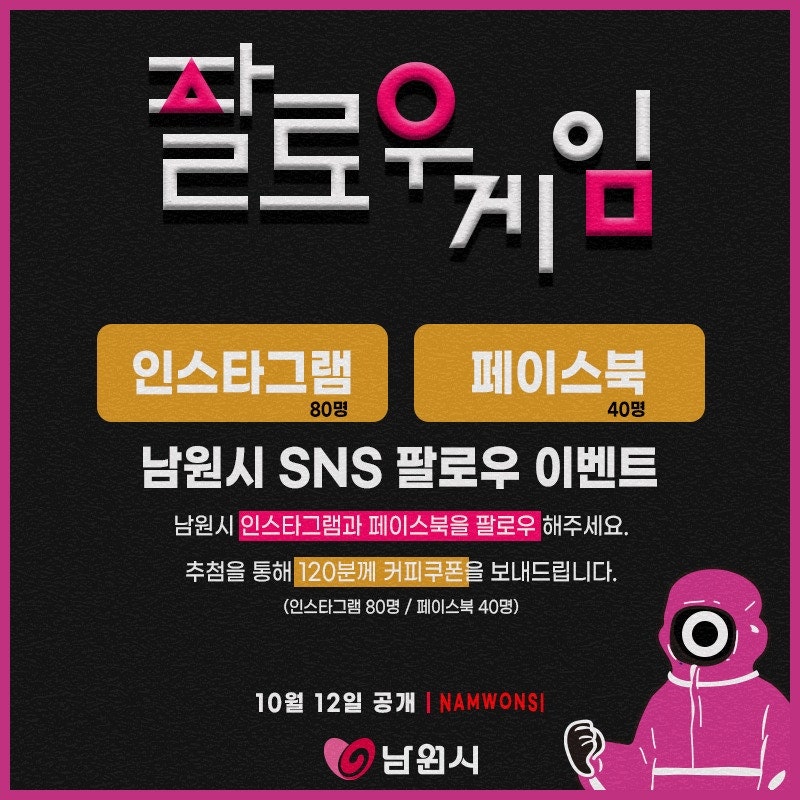 팔로우
게임
인스타그램 페이스북
80명 40명
남원시 SNS 팔로우 이벤트
남원시 인스타그램과 페이스북을 팔로우 해주세요.
추첨을 통해 120분께 커피쿠폰을 보내드립니다.
(인스타그램 80명 / 페이스북 40명)
10월 12일 공개 | NAMWONSI
남원시